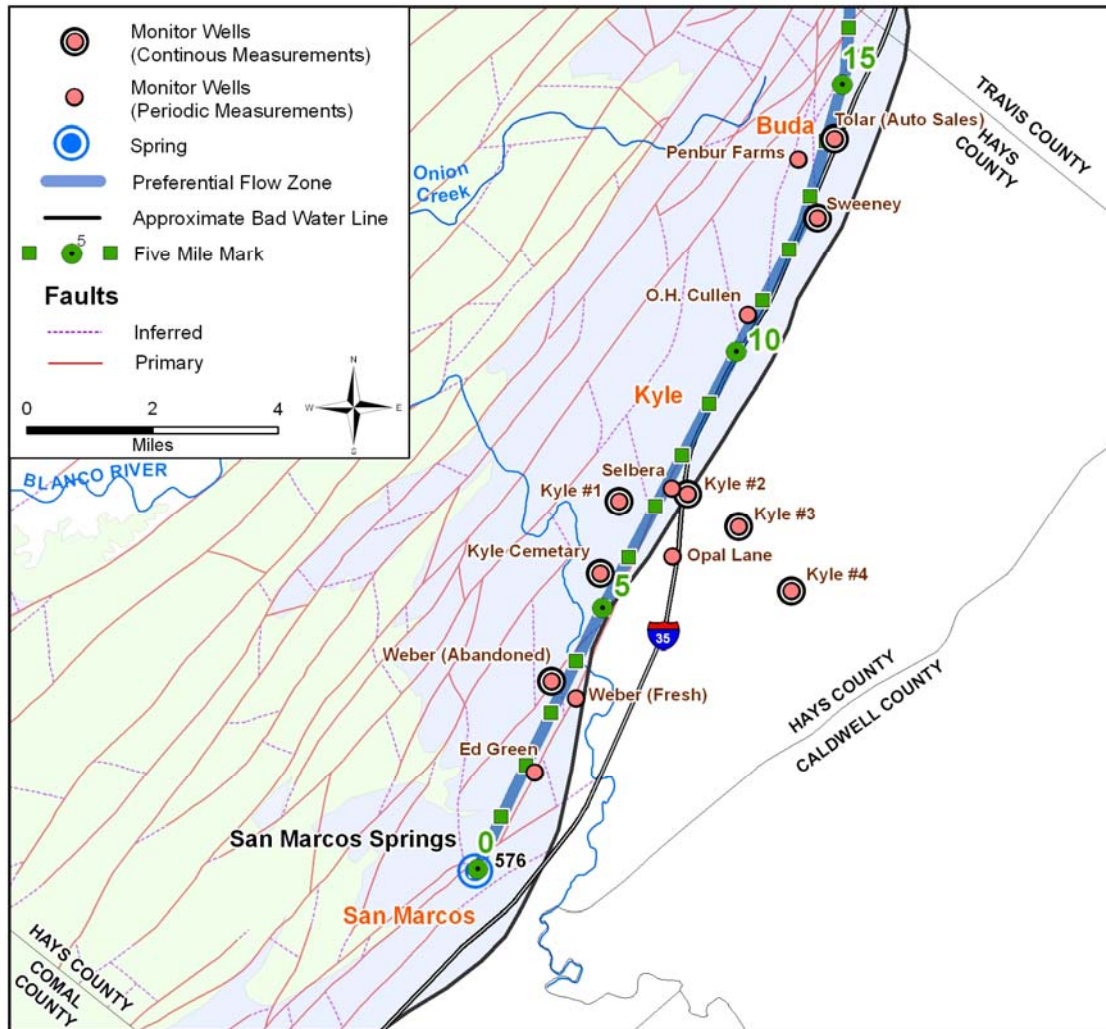 Monitor Wells
(Continous Measurements)
Monitor Wells
(Periodic Measurements)
Spring
Preferential Flow Zone
Approximate Bad Water Line
5
Five Mile Mark
Faults
Inferred
Primary
0 2 4
Miles
N
W E
S
15
TRAVIS COUNTY
HAYS COUNTY
Buda
Tolar (Auto Sales)
Penbur Farms
Onion
Creek
Sweeney
O.H. Cullen
10
Kyle
BLANCO RIVER
Selbera
Kyle #1
Kyle #2
Kyle #3
Kyle Cemetary
Opal Lane
Kyle #4
5
35
Weber (Abandoned)
Weber (Fresh)
HAYS COUNTY
CALDWELL COUNTY
Ed Green
San Marcos Springs
0
576
San Marcos
HAYS COUNTY
COMAL
COUNTY